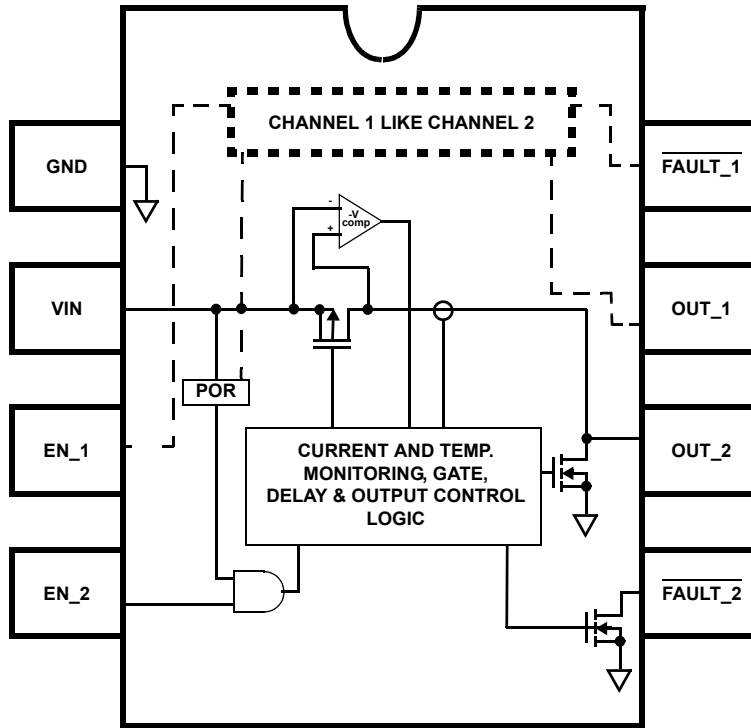 CHANNEL 1 LIKE CHANNEL 2
GND
FAULT_1
-
-V
comp
+
VIN
OUT_1
POR
EN_1
CURRENT AND TEMP.
MONITORING, GATE,
DELAY & OUTPUT CONTROL
LOGIC
OUT_2
EN_2
FAULT_2